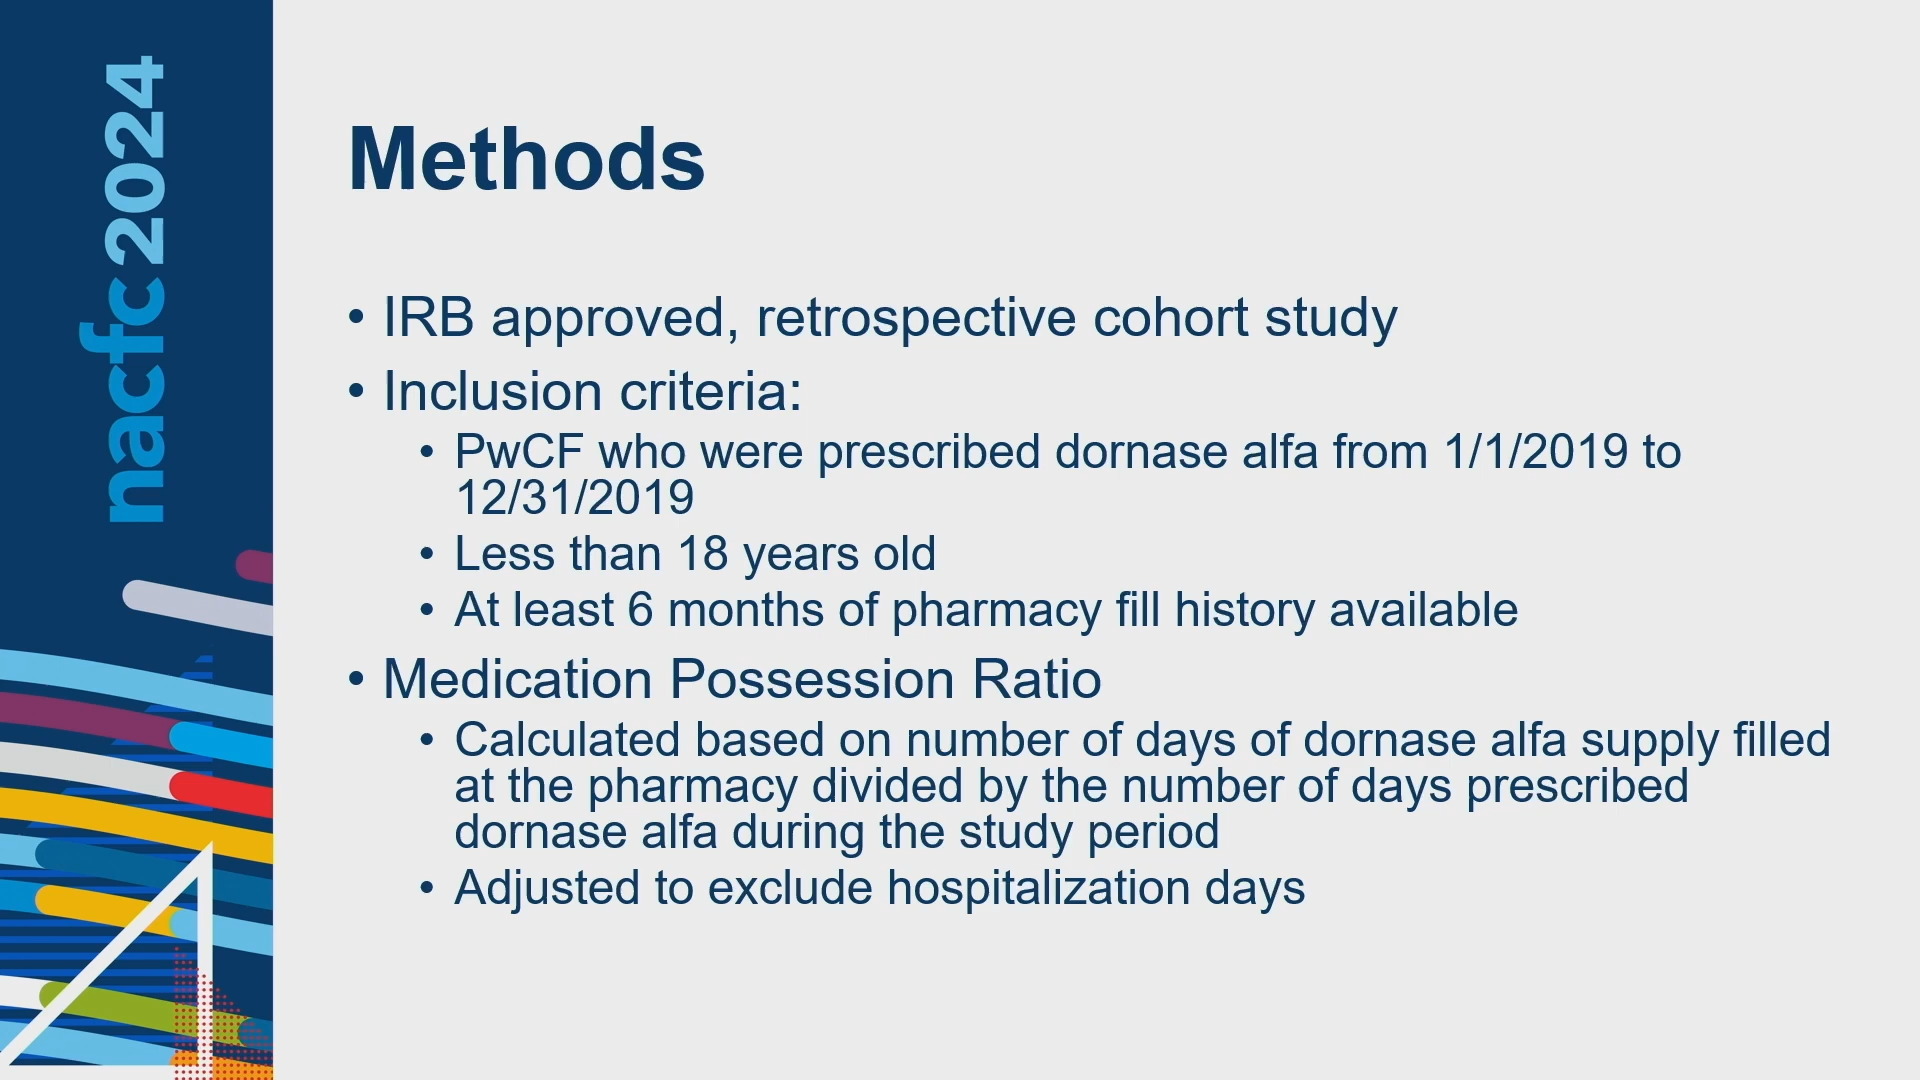 nacfc2024
Methods
• IRB approved, retrospective cohort study
• Inclusion criteria:
• PwCF who were prescribed dornase alfa from 1/1/2019 to
12/31/2019
• Less than 18 years old
• At least 6 months of pharmacy fill history available
• Medication Possession Ratio
• Calculated based on number of days of dornase alfa supply filled
at the pharmacy divided by the number of days prescribed
dornase alfa during the study period
• Adjusted to exclude hospitalization days